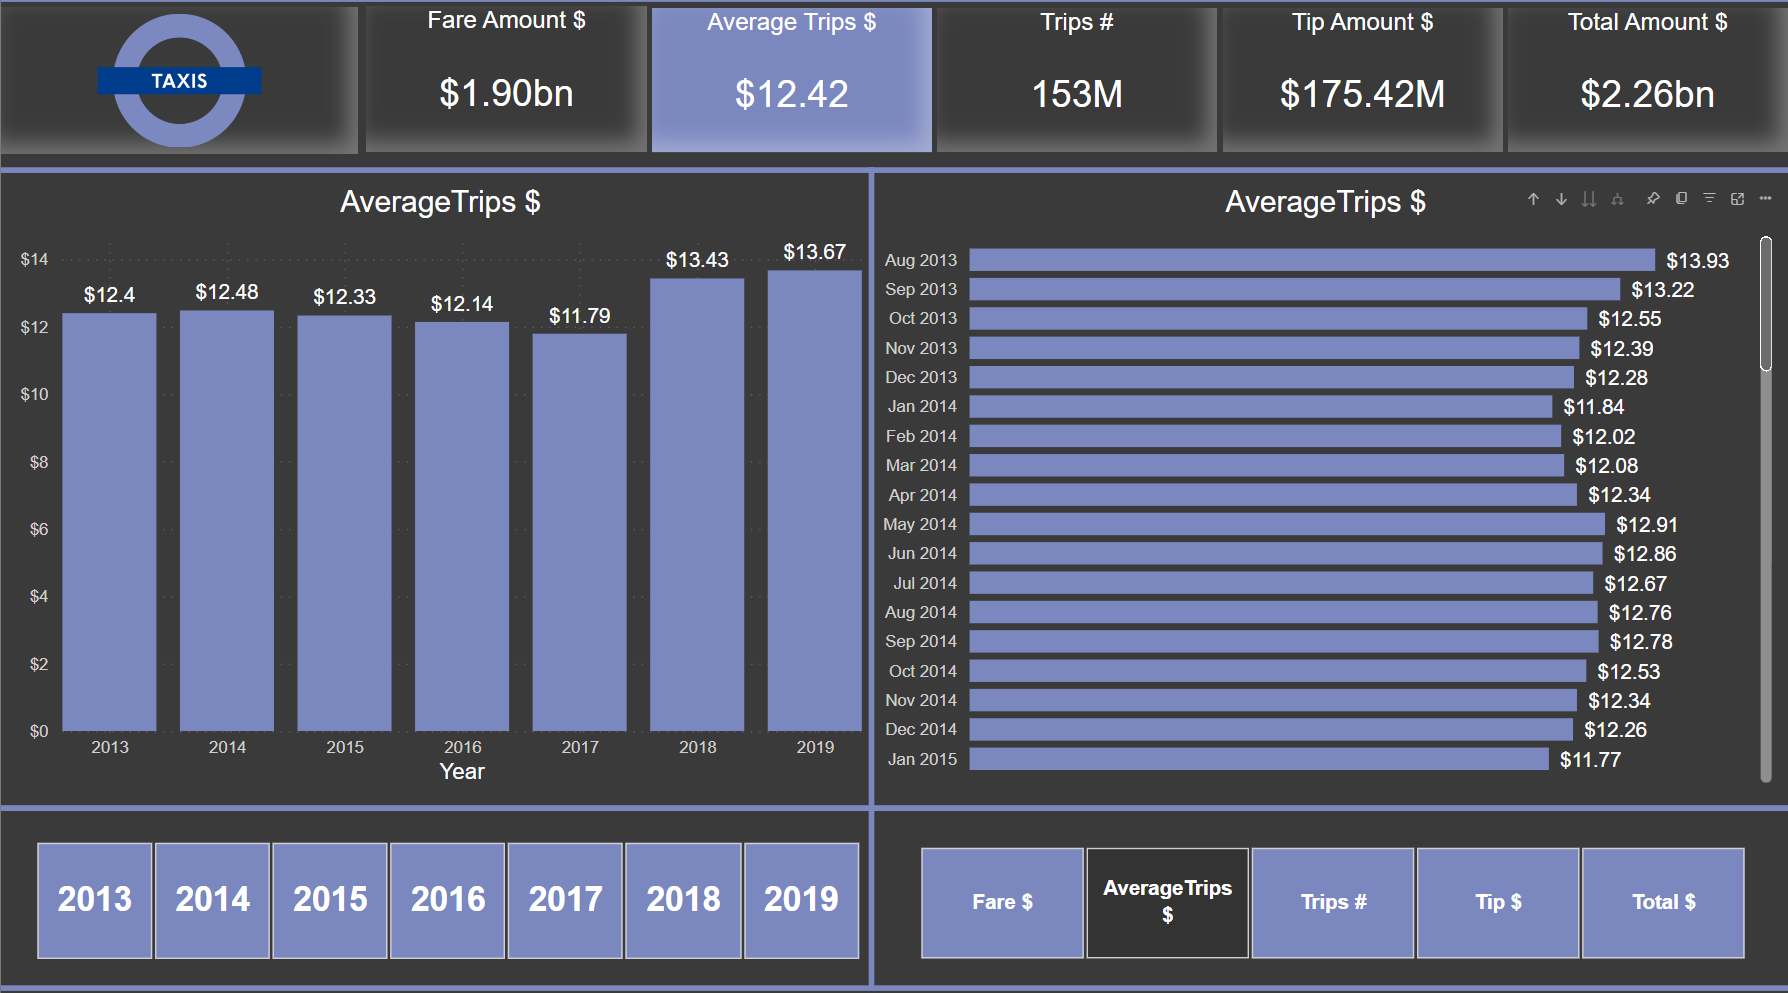 TAXIS
Fare Amount $
$1.90bn
Average Trips $
$12.42
Trips #
153M
Tip Amount $
$175.42M
Total Amount $
$2.26bn
AverageTrips $
$14
$12
$10
$8
$6
$4
$2
$0
$12.4
$12.48
$12.33
$12.14
$11.79
$13.43
$13.67
2013
2014
2015
2016
2017
2018
2019
Year
AverageTrips $
Aug 2013 $13.93
Sep 2013 $13.22
Oct 2013 $12.55
Nov 2013 $12.39
Dec 2013 $12.28
Jan 2014 $11.84
Feb 2014 $12.02
Mar 2014 $12.08
Apr 2014 $12.34
May 2014 $12.91
Jun 2014 $12.86
Jul 2014 $12.67
Aug 2014 $12.76
Sep 2014 $12.78
Oct 2014 $12.53
Nov 2014 $12.34
Dec 2014 $12.26
Jan 2015 $11.77
2013
2014
2015
2016
2017
2018
2019
Fare $
AverageTrips
$
Trips #
Tip $
Total $